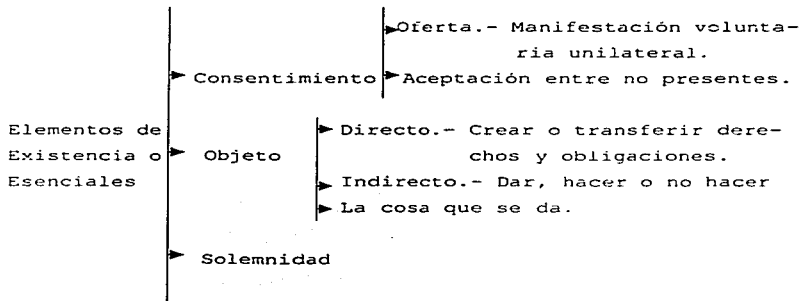 Oferta.- Manifestación volunta-
ria unilateral.
Consentimiento
Aceptación entre no presentes.
Elementos de
Existencia o
Esenciales
Objeto
Directo.- Crear o transferir dere-
chos y obligaciones.
Indirecto.- Dar, hacer o no hacer
La cosa que se da.
Solemnidad